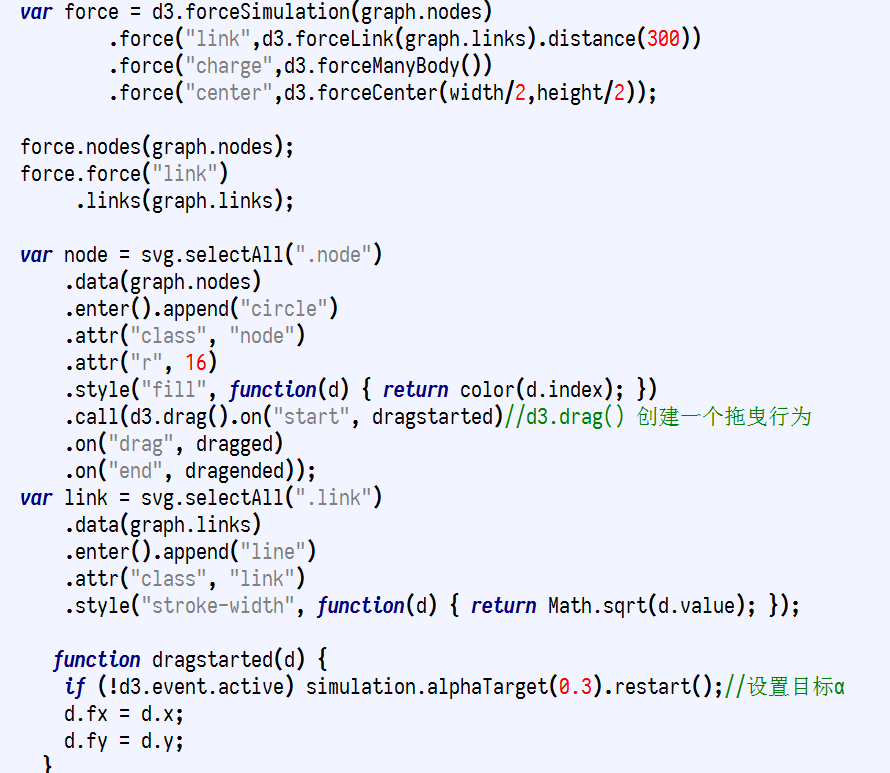 var force = d3.forceSimulation(graph.nodes)
        .force("link",d3.forceLink(graph.links).distance(300))
        .force("charge",d3.forceManyBody())
        .force("center",d3.forceCenter(width/2,height/2));

force.nodes(graph.nodes);
force.force("link")
     .links(graph.links);

var node = svg.selectAll(".node")
    .data(graph.nodes)
    .enter().append("circle")
    .attr("class", "node")
    .attr("r", 16)
    .style("fill", function(d) { return color(d.index); })
    .call(d3.drag().on("start", dragstarted)//d3.drag() 创建一个拖曳行为
    .on("drag", dragged)
    .on("end", dragended));
var link = svg.selectAll(".link")
    .data(graph.links)
    .enter().append("line")
    .attr("class", "link")
    .style("stroke-width", function(d) { return Math.sqrt(d.value); });

   function dragstarted(d) {
    if (!d3.event.active) simulation.alphaTarget(0.3).restart();//设置目标α
    d.fx = d.x;
    d.fy = d.y;
  }